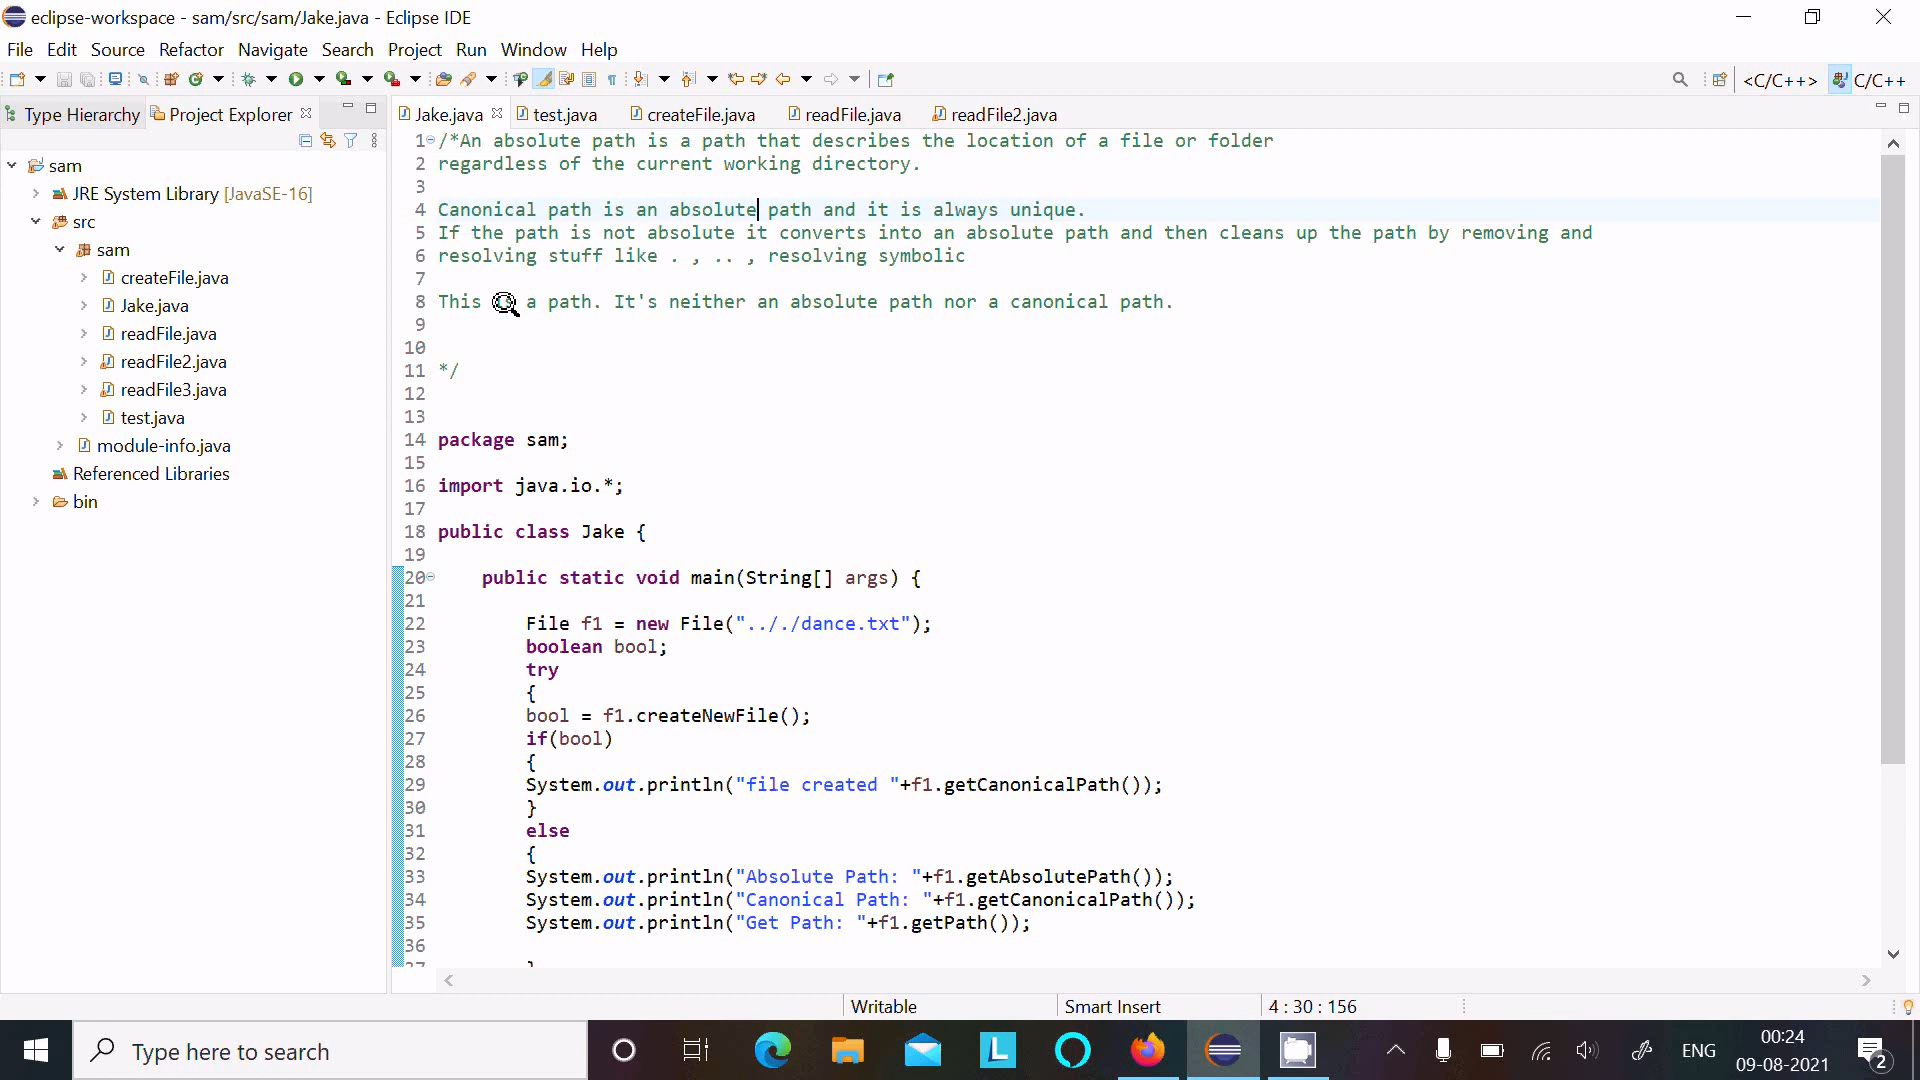 eclipse-workspace - sam/src/sam/Jake.java - Eclipse IDE
File Edit Source Refactor Navigate Search Project Run Window Help
<C/C++> C/C++
Type Hierarchy Project Explorer
Jake.java test.java createFile.java readFile.java readFile2.java
sam
JRE System Library [JavaSE-16]
src
sam
createFile.java
Jake.java
readFile.java
readFile2.java
readFile3.java
test.java
module-info.java
Referenced Libraries
bin
1 /*An absolute path is a path that describes the location of a file or folder
2 regardless of the current working directory.
3
4 Canonical path is an absolute path and it is always unique.
5 If the path is not absolute it converts into an absolute path and then cleans up the path by removing and
6 resolving stuff like . , .. , resolving symbolic
7
8 This a path. It's neither an absolute path nor a canonical path.
9
10
11 */
12
13
14 package sam;
15
16 import java.io.*;
17
18 public class Jake {
19
20 public static void main(String[] args) {
21
22 File f1 = new File(".././dance.txt");
23 boolean bool;
24 try
25 {
26 bool = f1.createNewFile();
27 if(bool)
28 {
29 System.out.println("file created "+f1.getCanonicalPath());
30 }
31 else
32 {
33 System.out.println("Absolute Path: "+f1.getAbsolutePath());
34 System.out.println("Canonical Path: "+f1.getCanonicalPath());
35 System.out.println("Get Path: "+f1.getPath());
36
Writable Smart Insert 4 : 30 : 156
Type here to search
L
ENG
00:24
09-08-2021
2